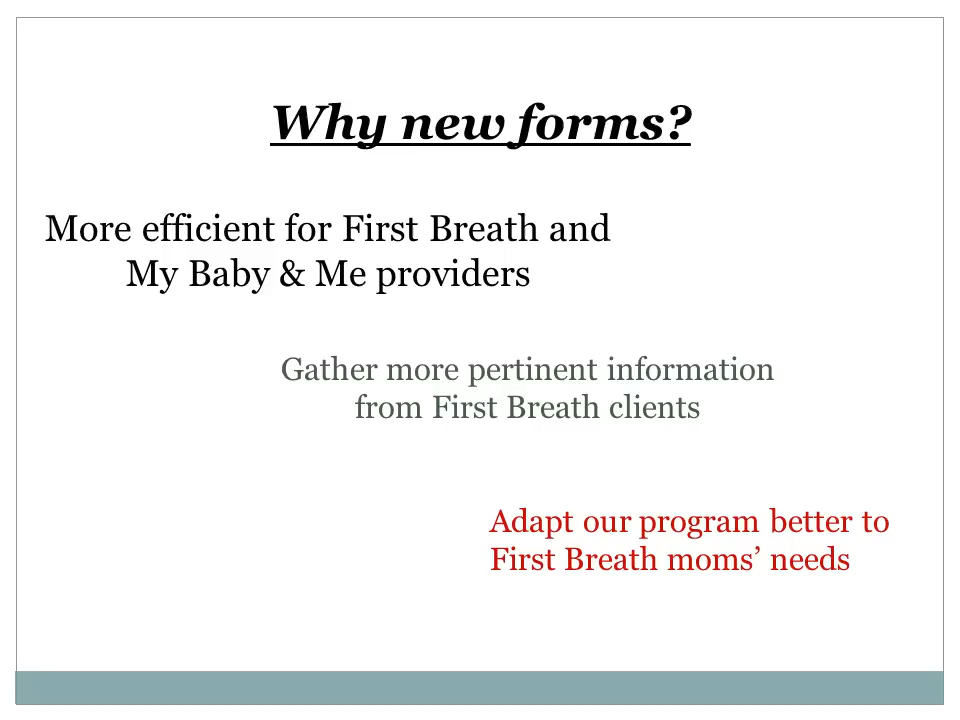 Why new forms?
More efficient for First Breath and
My Baby & Me providers
Gather more pertinent information
from First Breath clients
Adapt our program better to
First Breath moms’ needs